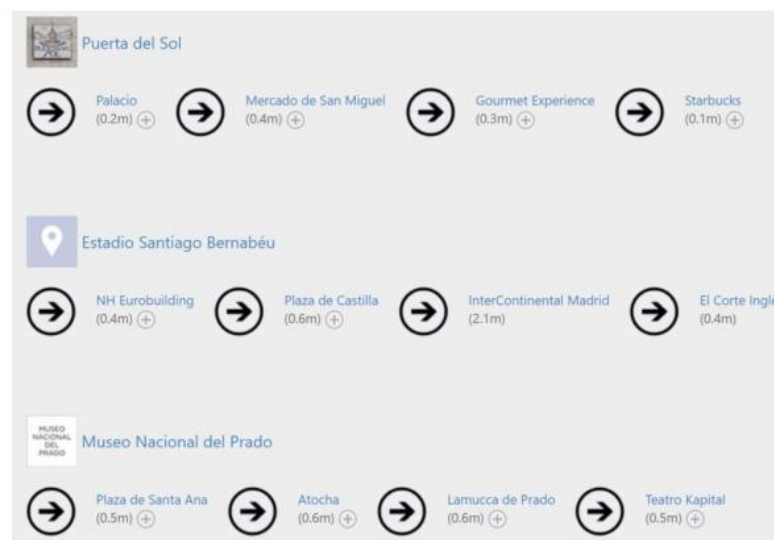 Puerta del Sol
Palacio
(0.2m)
Mercado de San Miguel
(0.4m)
Gourmet Experience
(0.3m)
Starbucks
(0.1m)
Estadio Santiago Bernabéu
NH Eurobuilding
(0.4m)
Plaza de Castilla
(0.6m)
InterContinental Madrid
(2.1m)
El Corte Ingle
(0.4m)
MUSEO
NACIONAL
DEL
PRADO
Museo Nacional del Prado
Plaza de Santa Ana
(0.5m)
Atocha
(0.6m)
Lamucca de Prado
(0.6m)
Teatro Kapital
(0.5m)